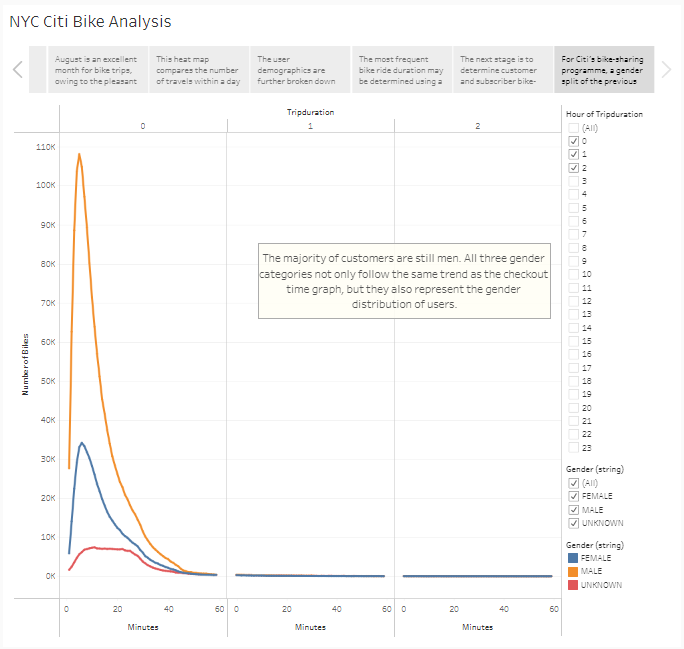 NYC Citi Bike Analysis
August is an excellent
month for bike trips,
owing to the pleasant
This heat map
compares the number
of travels within a day
The user
demographics are
further broken down
The most frequent
bike ride duration may
be determined using a
The next stage is to
determine customer
and subscriber bike-
For Citi's bike-sharing
programme, a gender
split of the previous
Tripduration
0 1 2
110K
100K
90K
80K
70K
60K
50K
40K
30K
20K
10K
0K
Number of Bikes
The majority of customers are still men. All three gender
categories not only follow the same trend as the checkout
time graph, but they also represent the gender
distribution of users.
0 20 40 60 0 20 40 60 0 20 40 60
Minutes Minutes Minutes
Hour of Tripduration
(All)
0
1
2
3
4
5
6
7
8
9
10
11
12
13
14
15
16
17
18
19
20
21
22
23
Gender (string)
(All)
FEMALE
MALE
UNKNOWN
Gender (string)
FEMALE
MALE
UNKNOWN